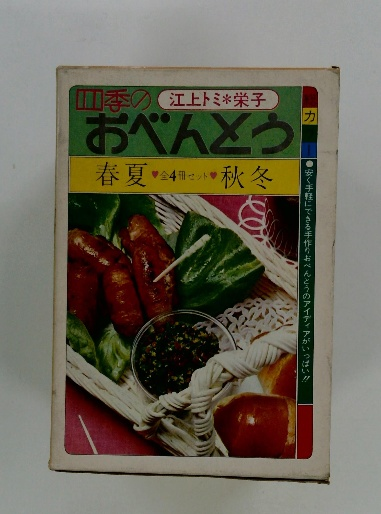 四季の
江上トミ*栄子
おべんとう
春夏♥全4冊セット♥秋冬
カ
●安く手軽にできる手作りおべんとうのアイディアがいっぱい!!